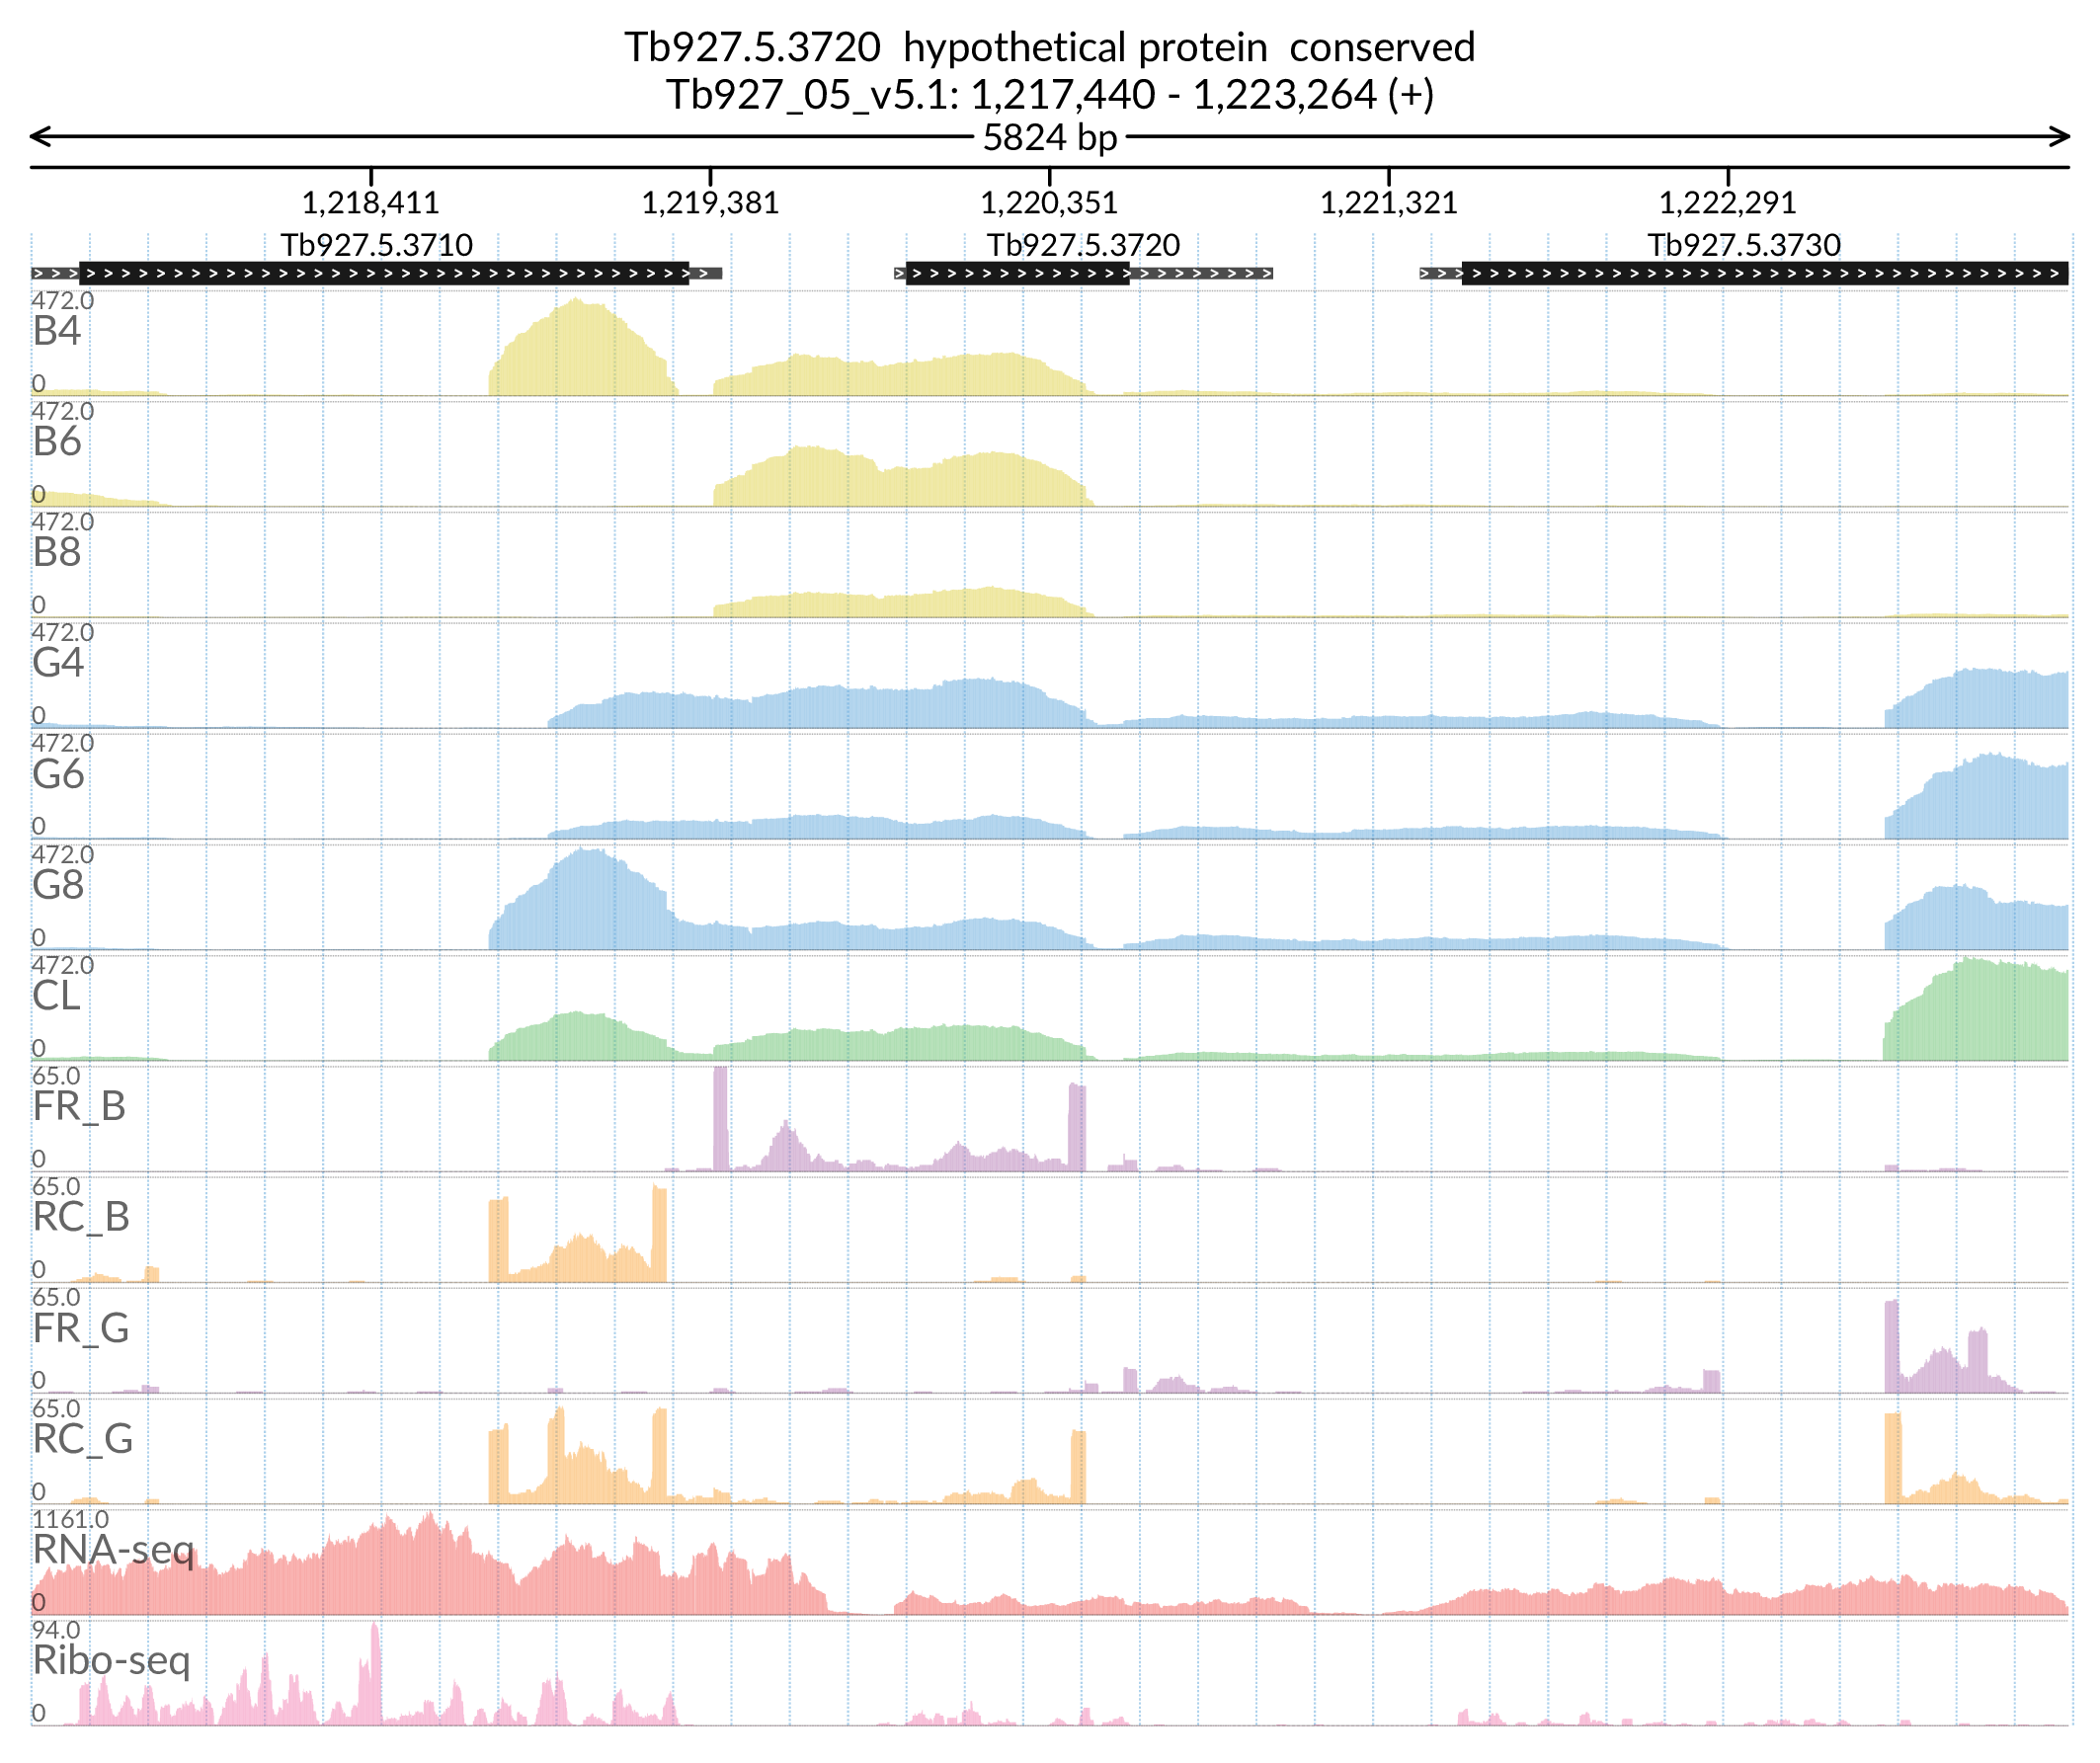 Tb927.5.3720 hypothetical protein conserved
Tb927_05_v5.1: 1,217,440 - 1,223,264 (+)
5824 bp
1,218,411 1,219,381 1,220,351 1,221,321 1,222,291
Tb927.5.3710 Tb927.5.3720 Tb927.5.3730
472.0
B4
0
472.0
B6
0
472.0
B8
0
472.0
G4
0
472.0
G6
0
472.0
G8
0
472.0
CL
0
65.0
FR_B
0
65.0
RC_B
0
65.0
FR_G
0
65.0
RC_G
0
1161.0
RNA-seq
0
94.0
Ribo-seq
0